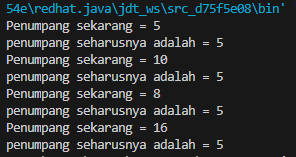 54e\redhat.java\jdt_ws\src_d75f5e08\bin'
Penumpang sekarang = 5
penumpang seharusnya adalah = 5
Penumpang sekarang = 10
penumpang seharusnya adalah = 5
Penumpang sekarang = 8
penumpang seharusnya adalah = 5
Penumpang sekarang = 16
penumpang seharusnya adalah = 5